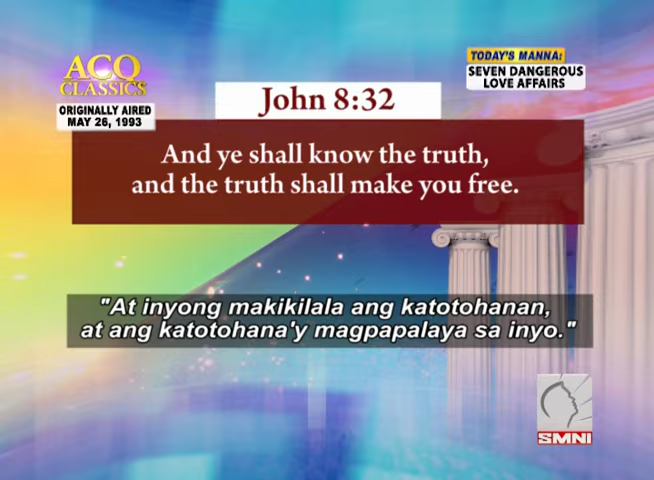 ACQ
CLASSICS
ORIGINALLY AIRED
MAY 26, 1993
TODAY'S MANNA:
SEVEN DANGEROUS
LOVE AFFAIRS
John 8:32
And ye shall know the truth,
and the truth shall make you free.
"At inyong makikilala ang katotohanan,
at ang katotohana'y magpapalaya sa inyo."
SMNI